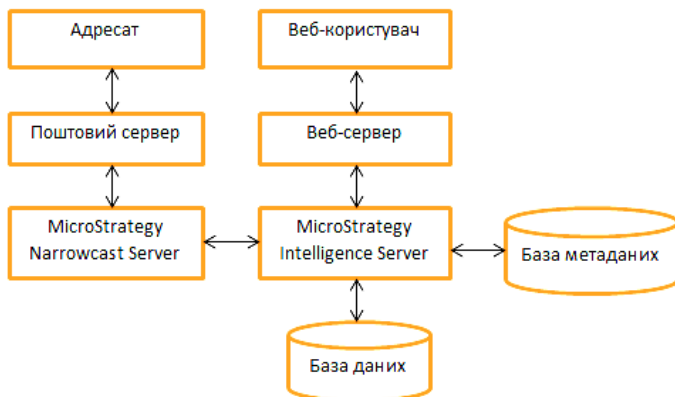 Адресат
Веб-користувач
Поштовий сервер
Веб-сервер
MicroStrategy
Narrowcast Server
MicroStrategy
Intelligence Server
База метаданих
База даних